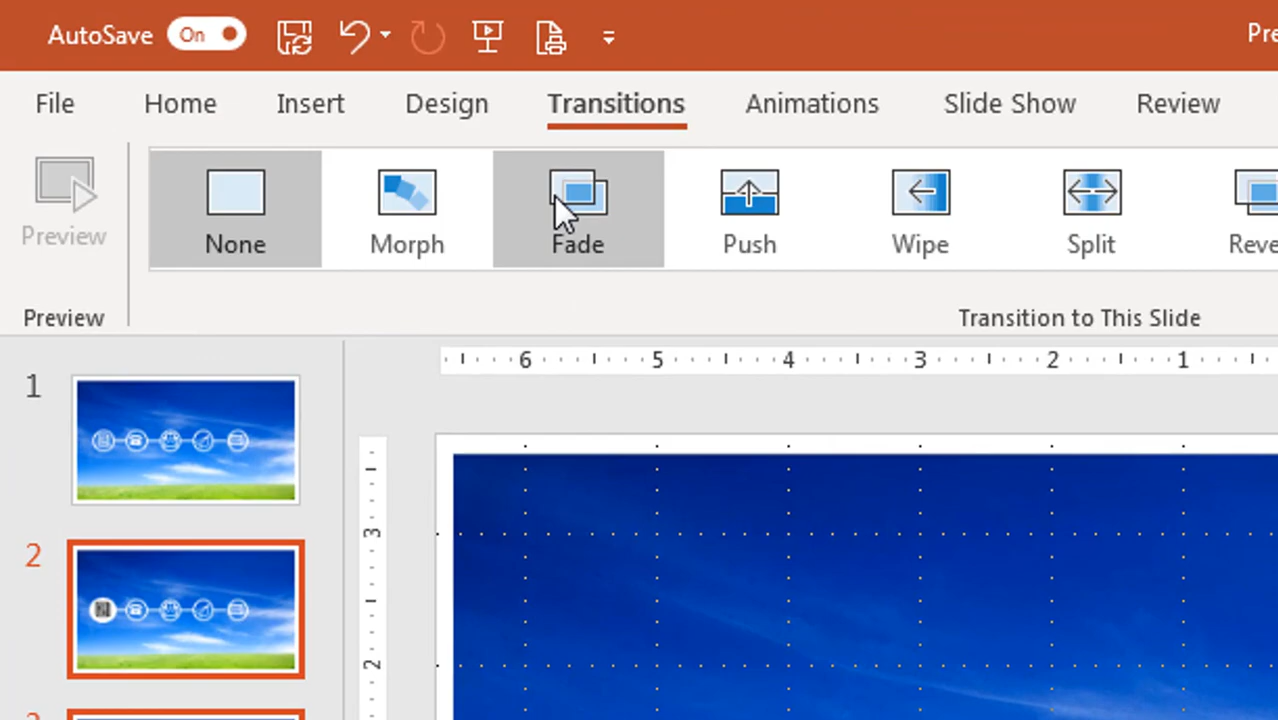 AutoSave On Pre
File Home Insert Design Transitions Animations Slide Show Review
Preview None Morph Fade Push Wipe Split Reve
Preview Transition to This Slide
6 5 4 3 2 1
1
3
2
2